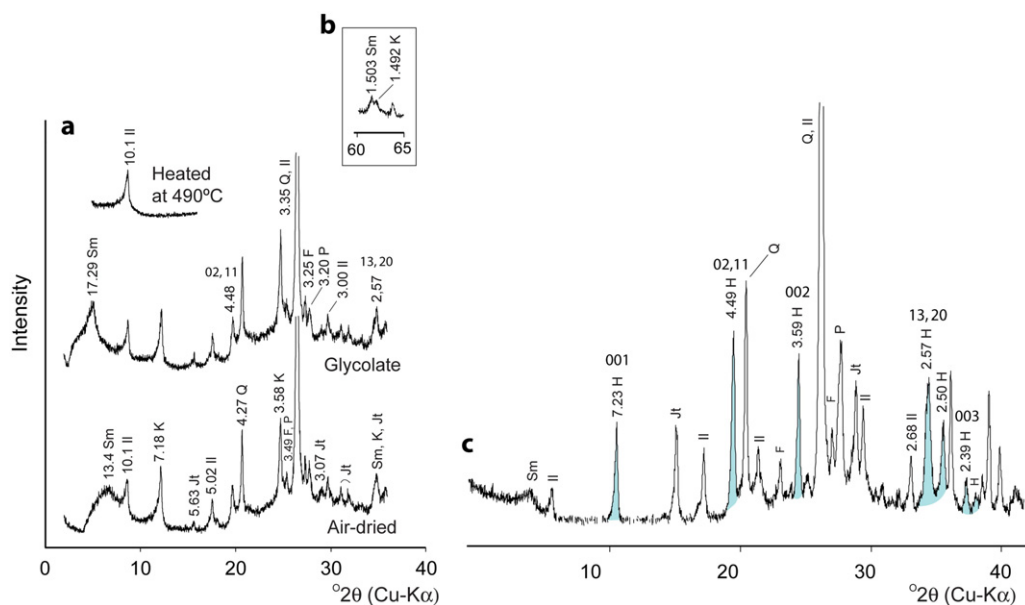 b
1.503 Sm
1.492 K
60
65
a
10.1 Il
Heated
at 490ºC
17.29 Sm
02, 11
4.48
3.35 Q, Il
3.25 F
3.20 P
3.00 Il
13, 20
2,57
Glycolate
13.4 Sm
10.1 Il
7.18 K
5.63 Jt
5.02 Il
4.27 Q
3.58 K
3.49 F, P
3.07 Jt
Jt
Sm, K, Jt
Air-dried
Intensity
0
10
20
30
40
º2θ (Cu-Kα)
c
Sm
Il
001
7.23 H
Jt
Il
02,11
4.49 H
Q
Il
F
002
3.59 H
Q, Il
F
P
Jt
Il
2.68 Il
13, 20
2.57 H
2.50 H
003
2.39 H
H
10
20
30
40
º2θ (Cu-Kα)